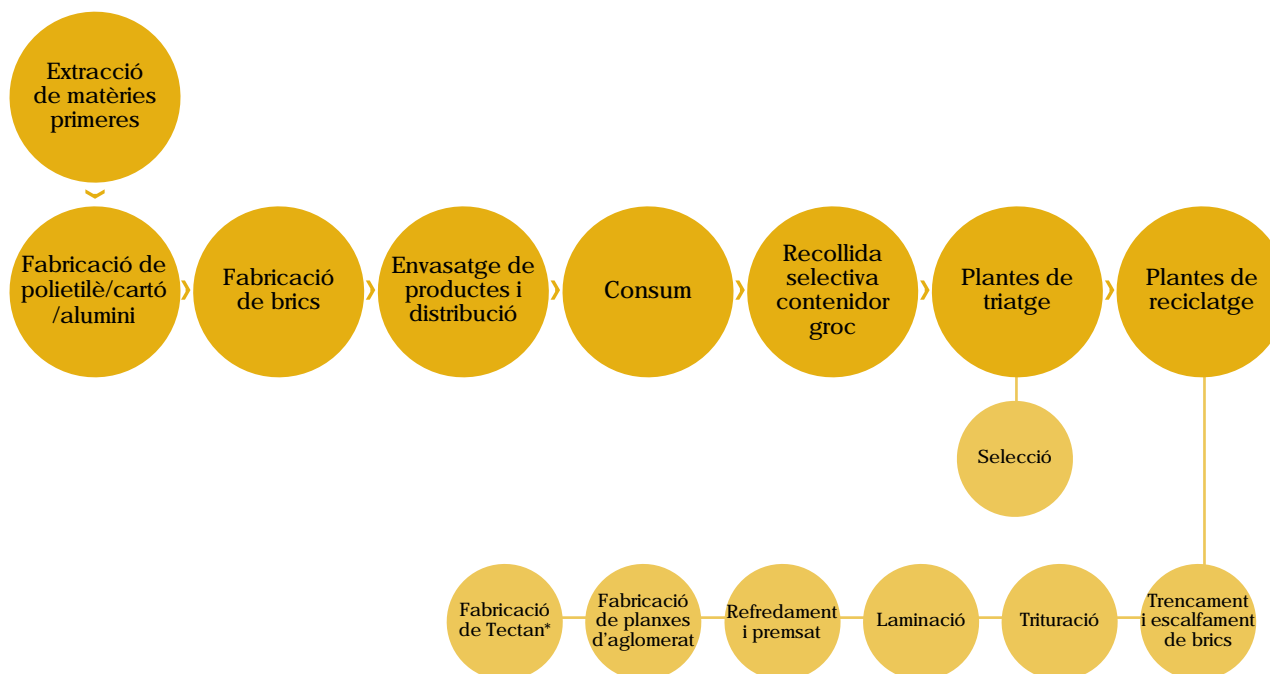 Extracció
de matèries
primeres
Fabricació de
polietilè/cartó
/alumini
Fabricació
de brics
Envasatge de
productes i
distribució
Consum
Recollida
selectiva
contenidor
groc
Plantes de
triatge
Plantes de
reciclatge
Selecció
Fabricació
de Tectan*
Fabricació
de planxes
d’aglomerat
Refredament
i premsat
Laminació
Trituració
Trencament
i escalfament
de brics